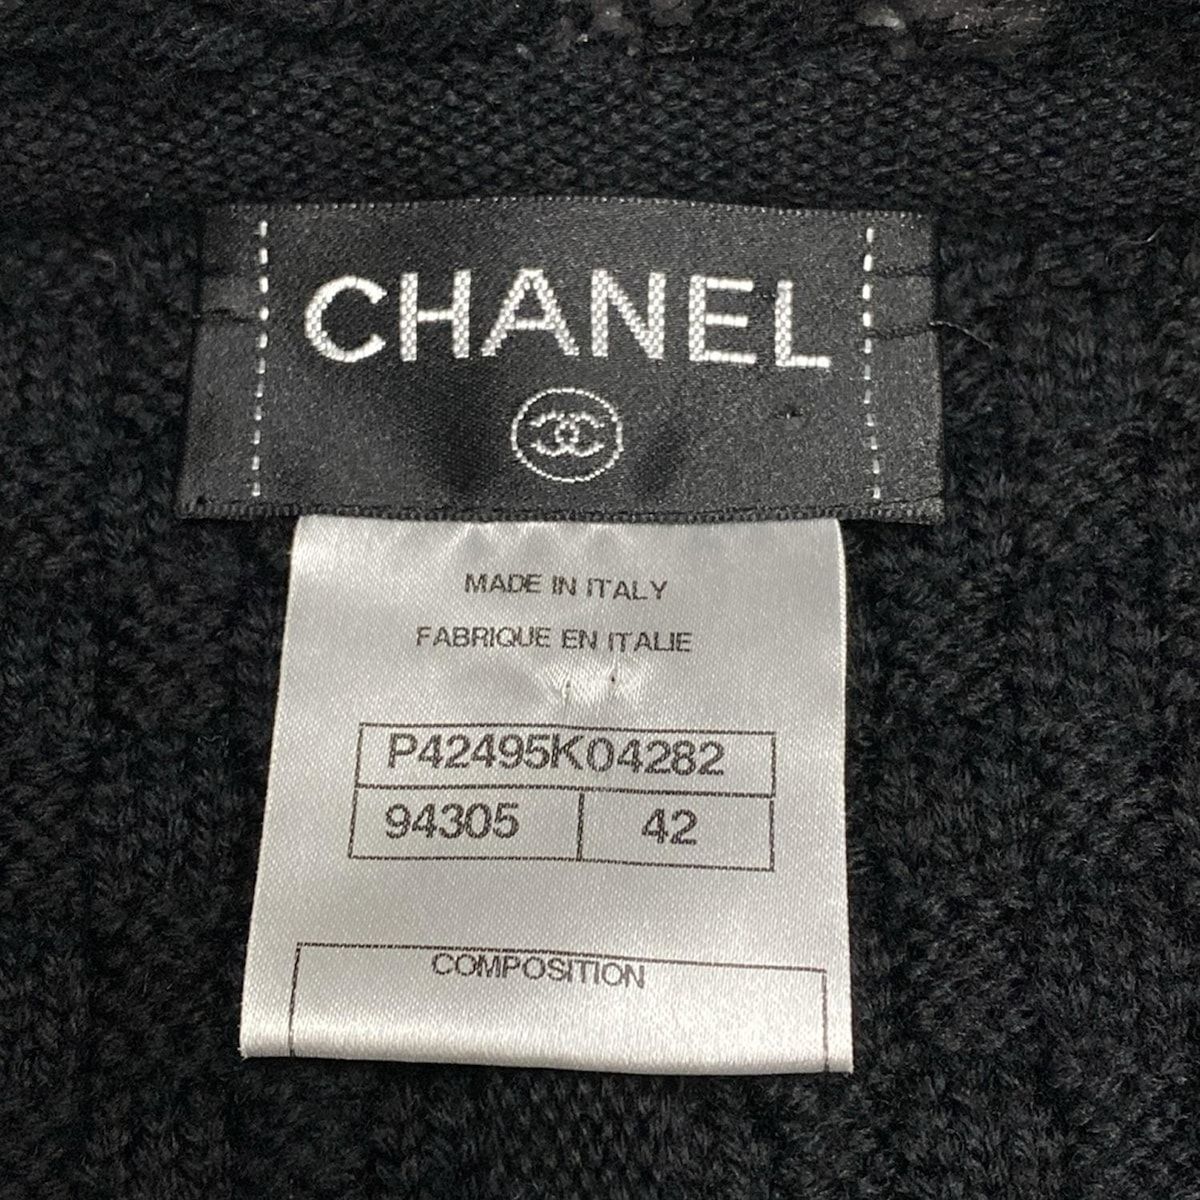 CHANEL
MADE IN ITALY
FABRIQUE EN ITALIE
P42495K04282
94305 42
COMPOSITION